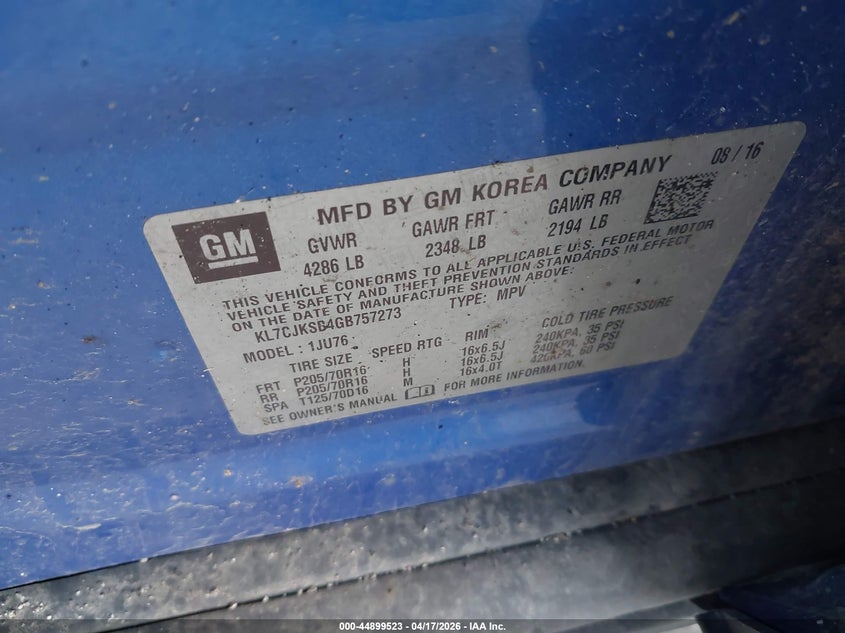 GM
MFD BY GM KOREA COMPANY 08 / 16
GVWR GAWR FRT GAWR RR
4286 LB 2348 LB 2194 LB
THIS VEHICLE CONFORMS TO ALL APPLICABLE U.S. FEDERAL MOTOR
VEHICLE SAFETY AND THEFT PREVENTION STANDARDS IN EFFECT
ON THE DATE OF MANUFACTURE SHOWN ABOVE:
KL7CJKSB4GB757273 TYPE: MPV
MODEL : 1JU76
TIRE SIZE SPEED RTG RIM COLD TIRE PRESSURE
FRT P205/70R16 H 16x6.5J 240KPA, 35 PSI
RR P205/70R16 H 16x6.5J 240KPA, 35 PSI
SPA T125/70D16 M 16x4.0T 420KPA, 60 PSI
SEE OWNER'S MANUAL FOR MORE INFORMATION.
000-44899523 - 04/17/2026 - IAA Inc.